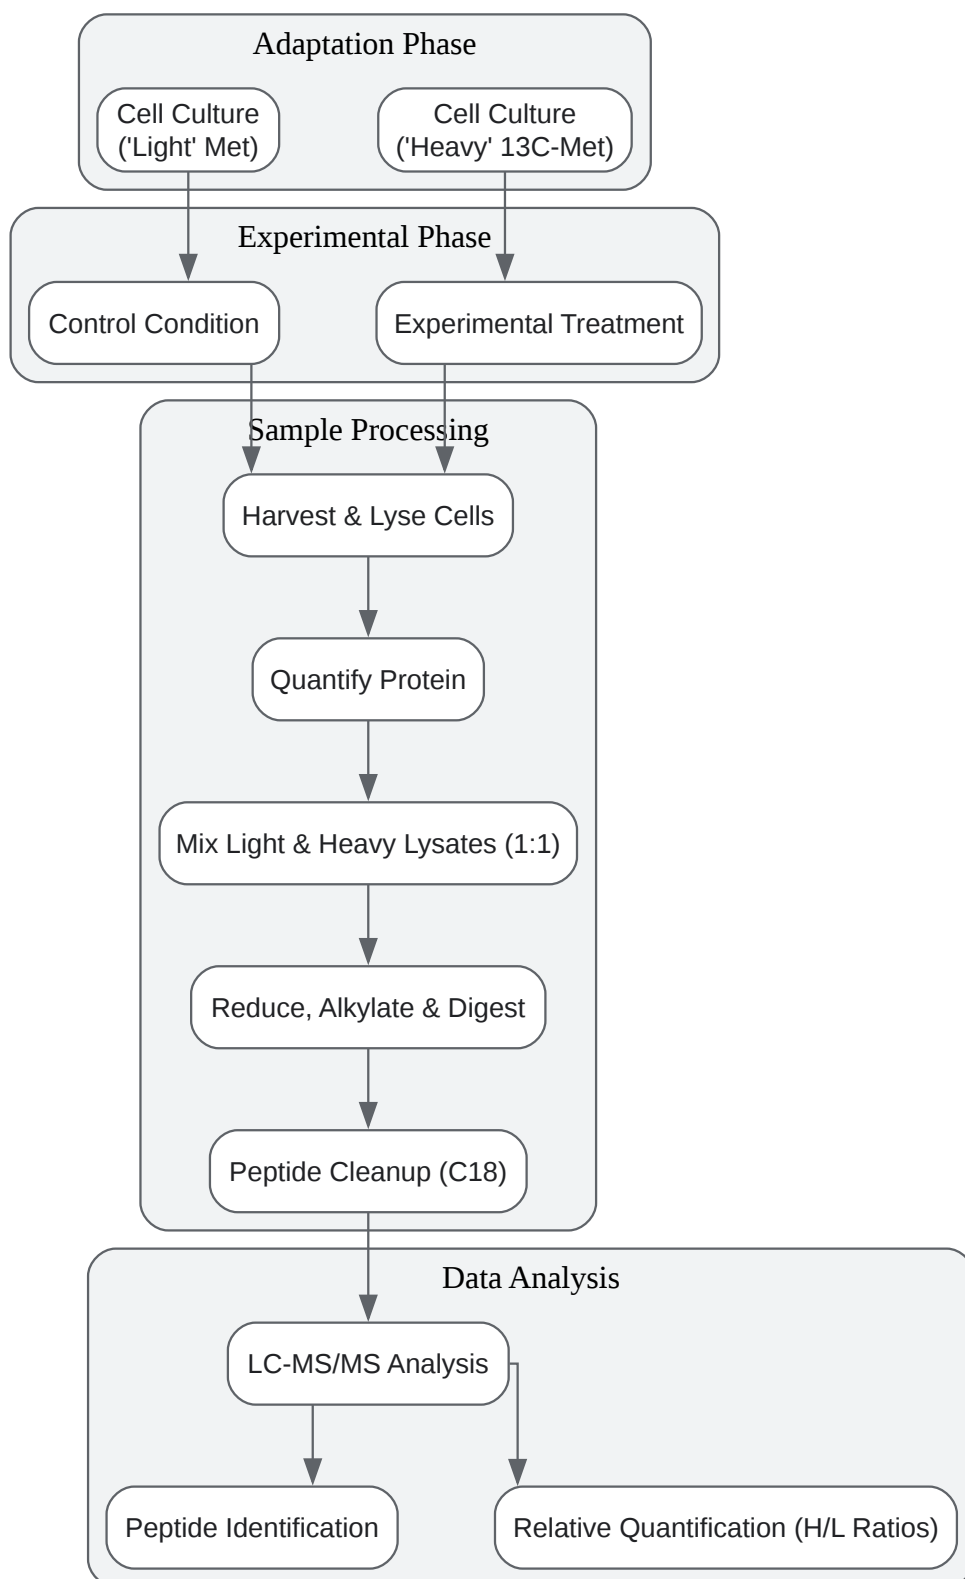 Adaptation Phase
Cell Culture
('Light' Met)
Cell Culture
('Heavy' 13C-Met)
Experimental Phase
Control Condition
Experimental Treatment
Sample Processing
Harvest & Lyse Cells
Quantify Protein
Mix Light & Heavy Lysates (1:1)
Reduce, Alkylate & Digest
Peptide Cleanup (C18)
Data Analysis
LC-MS/MS Analysis
Peptide Identification
Relative Quantification (H/L Ratios)